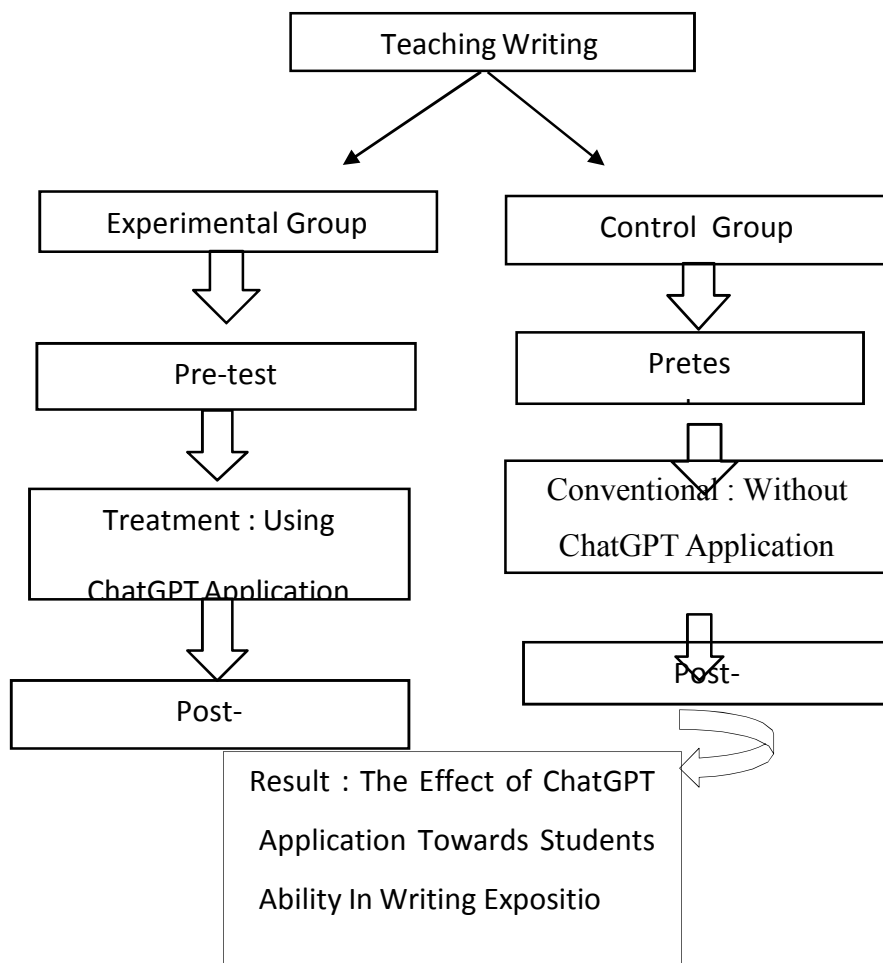 Teaching Writing
Experimental Group
Control Group
Pre-test
Pretes
Treatment : Using
ChatGPT Application
Conventional : Without
ChatGPT Application
Post-
Post-
Result : The Effect of ChatGPT
Application Towards Students
Ability In Writing Expositio